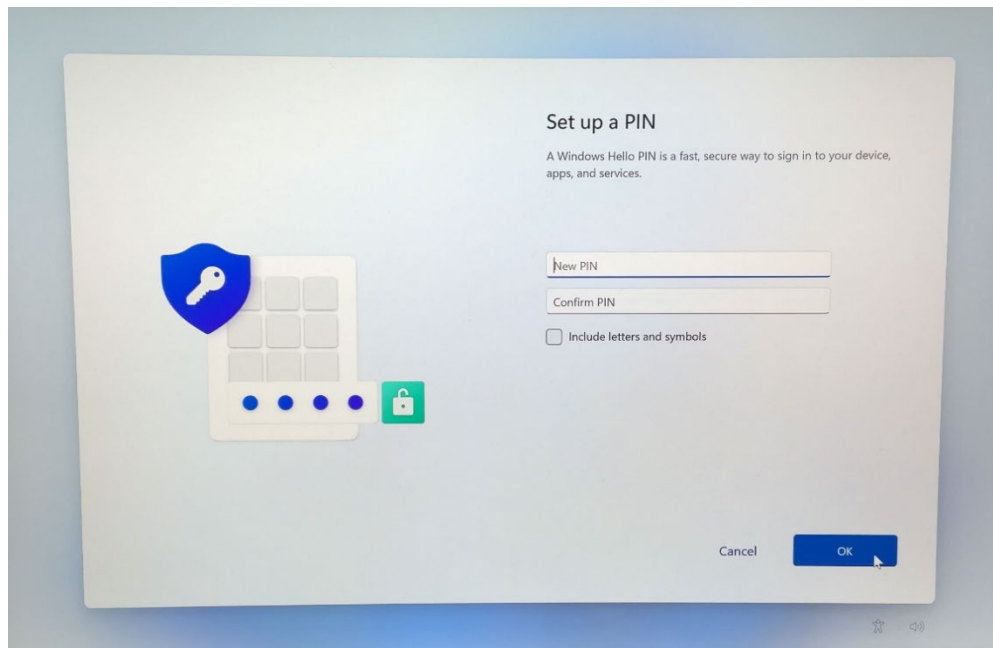 Set up a PIN
A Windows Hello PIN is a fast, secure way to sign in to your device,
apps, and services.
New PIN
Confirm PIN
Include letters and symbols
Cancel
OK